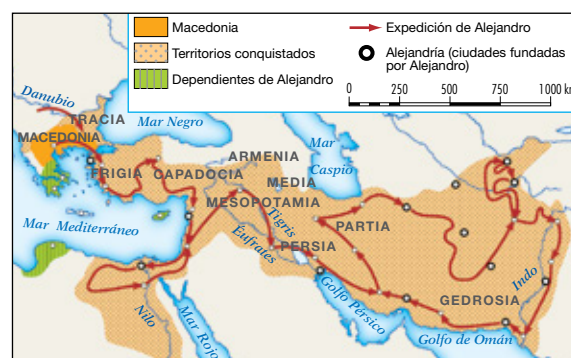 Macedonia
Territorios conquistados
Dependientes de Alejandro
Expedición de Alejandro
Alejandría (ciudades fundadas
por Alejandro)
0 250 500 750 1000 km
Danubio
TRACIA
MACEDONIA
Mar Negro
FRIGIA
CAPADOCIA
ARMENIA
Mar
Caspio
MEDIA
MESOPOTAMIA
Mar Mediterráneo
Tigris
Éufrates
PERSIA
PARTIA
Golfo Pérsico
GEDROSIA
Indo
Nilo
Mar Rojo
Golfo de Omán